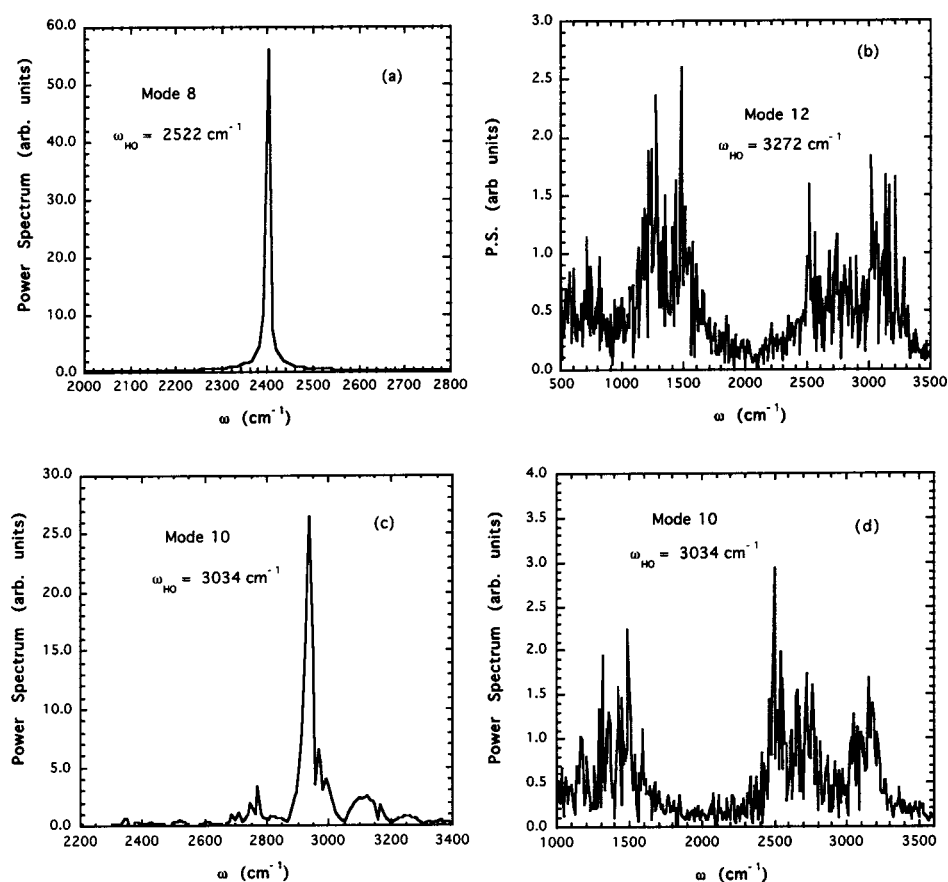 Power Spectrum (arb. units)
60.0
50.0
40.0
30.0
20.0
10.0
0.0
(a)
Mode 8
ω_HO = 2522 cm⁻¹
2000 2200 2400 2600 2700 2800
ω (cm⁻¹)
P.S. (arb units)
3.0
2.5
2.0
1.5
1.0
0.5
0.0
(b)
Mode 12
ω_HO = 3272 cm⁻¹
500 1000 1500 2000 2500 3000 3500
ω (cm⁻¹)
Power Spectrum (arb. units)
30.0
25.0
20.0
15.0
10.0
5.0
0.0
(c)
Mode 10
ω_HO = 3034 cm⁻¹
2200 2400 2600 2800 3000 3200 3400
ω (cm⁻¹)
Power Spectrum (arb. units)
4.0
3.5
3.0
2.5
2.0
1.5
1.0
0.5
0.0
(d)
Mode 10
ω_HO = 3034 cm⁻¹
1000 1500 2000 2500 3000 3500
ω (cm⁻¹)